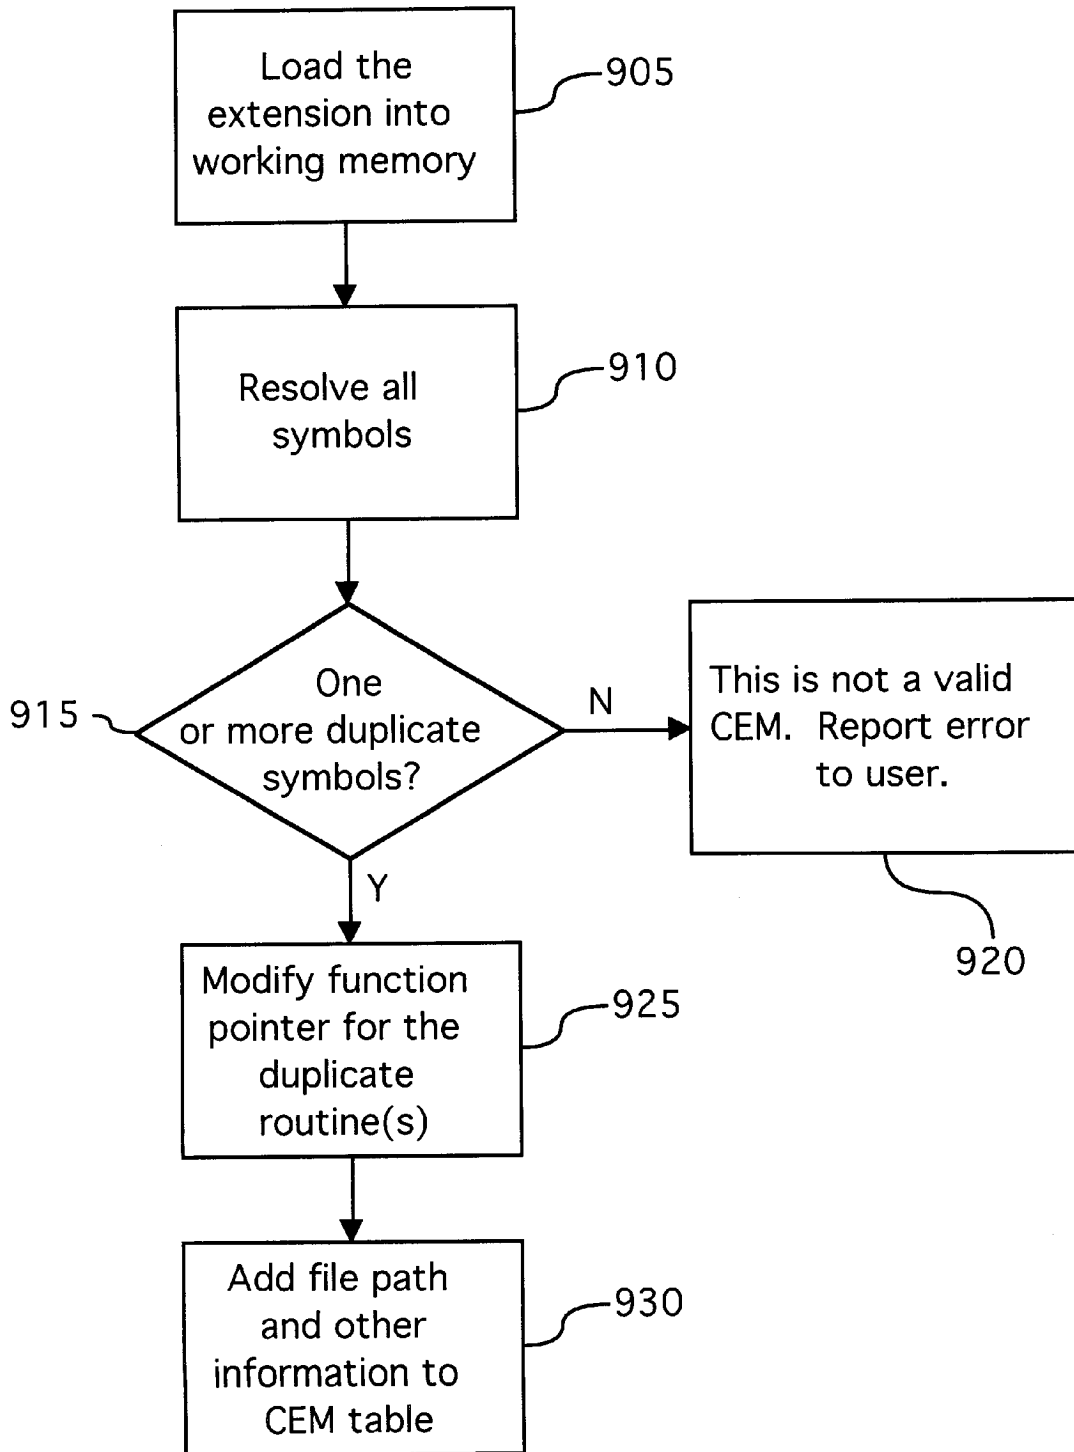 Load the
extension into
working memory
905
Resolve all
symbols
910
One
or more duplicate
symbols?
915
N
This is not a valid
CEM. Report error
to user.
920
Y
Modify function
pointer for the
duplicate
routine(s)
925
Add file path
and other
information to
CEM table
930